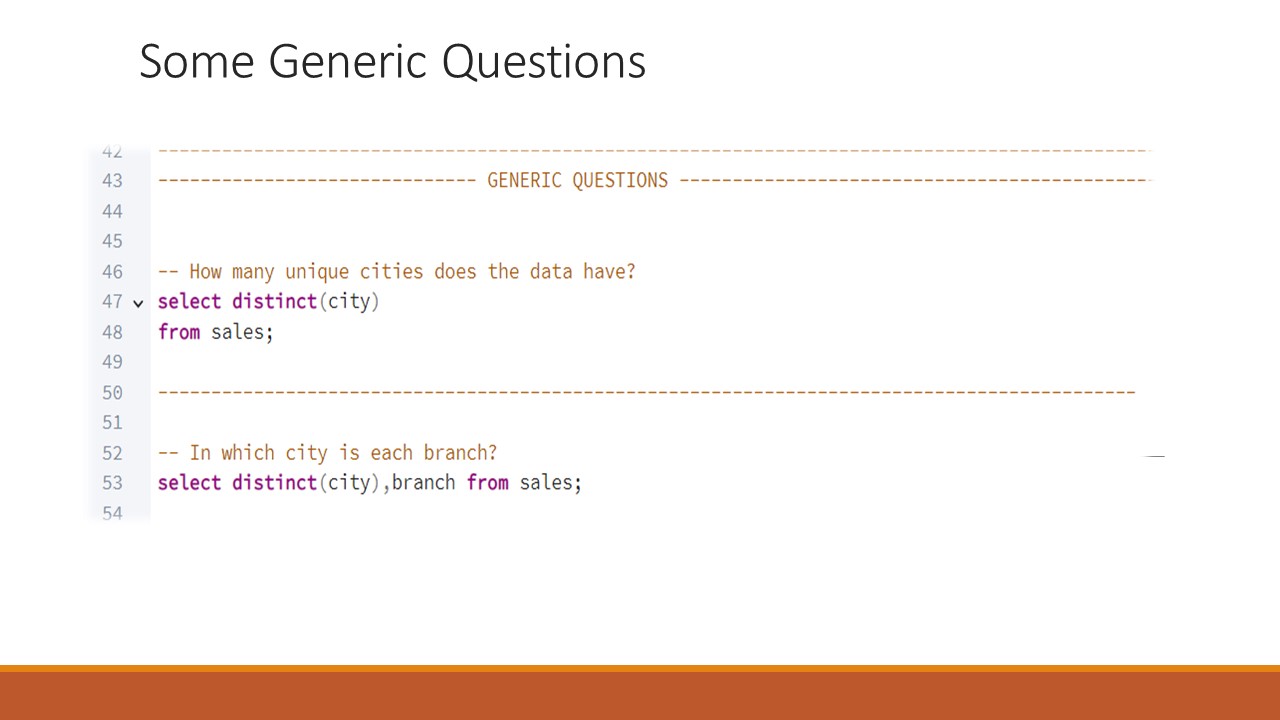 Some Generic Questions
42 ---------------------------------------------------------------------------------------------
43 ------------------------------ GENERIC QUESTIONS --------------------------------------------
44
45
46 -- How many unique cities does the data have?
47 select distinct(city)
48 from sales;
49
50 --------------------------------------------------------------------------------------------
51
52 -- In which city is each branch?
53 select distinct(city),branch from sales;
54